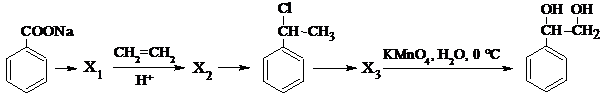 COONa
X₁
CH₂=CH₂
H⁺
X₂
Cl
CH-CH₃
X₃
KMnO₄, H₂O, 0 °C
OH OH
CH-CH₂